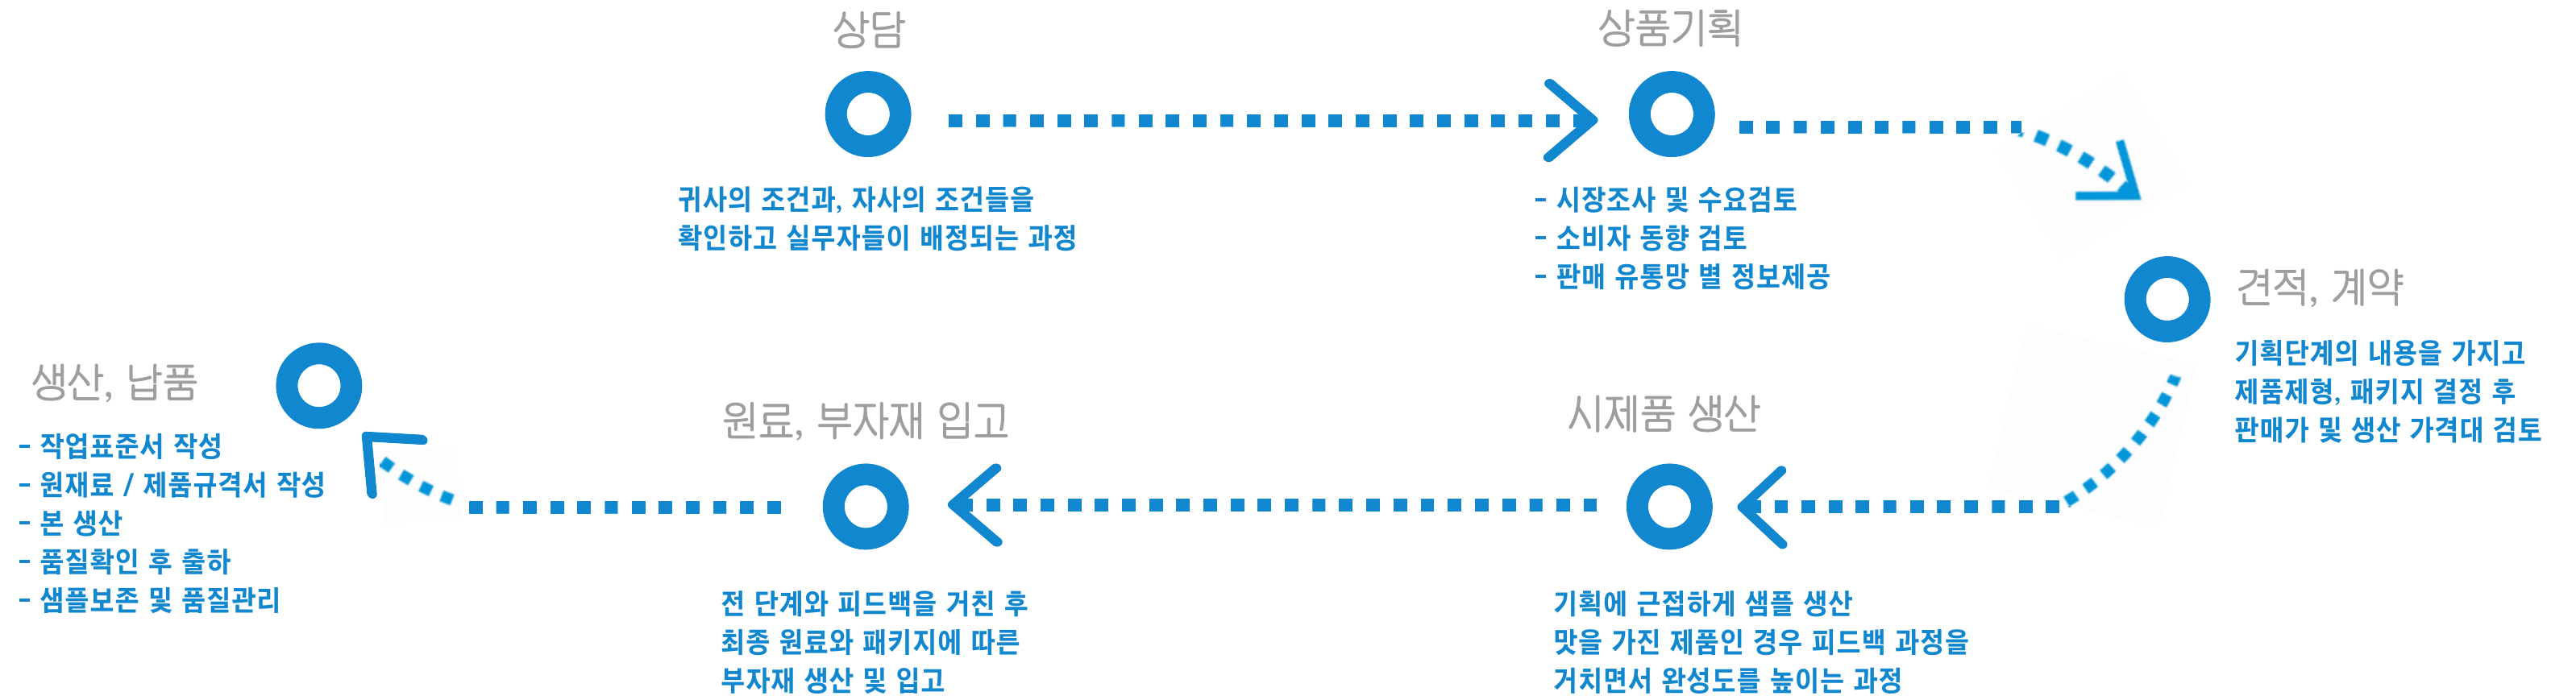 상담
귀사의 조건과, 자사의 조건들을
확인하고 실무자들이 배정되는 과정
상품기획
- 시장조사 및 수요검토
- 소비자 동향 검토
- 판매 유통망 별 정보제공
견적, 계약
기획단계의 내용을 가지고
제품제형, 패키지 결정 후
판매가 및 생산 가격대 검토
시제품 생산
기획에 근접하게 샘플 생산
맛을 가진 제품인 경우 피드백 과정을
거치면서 완성도를 높이는 과정
원료, 부자재 입고
전 단계와 피드백을 거친 후
최종 원료와 패키지에 따른
부자재 생산 및 입고
생산, 납품
- 작업표준서 작성
- 원재료 / 제품규격서 작성
- 본 생산
- 품질확인 후 출하
- 샘플보존 및 품질관리